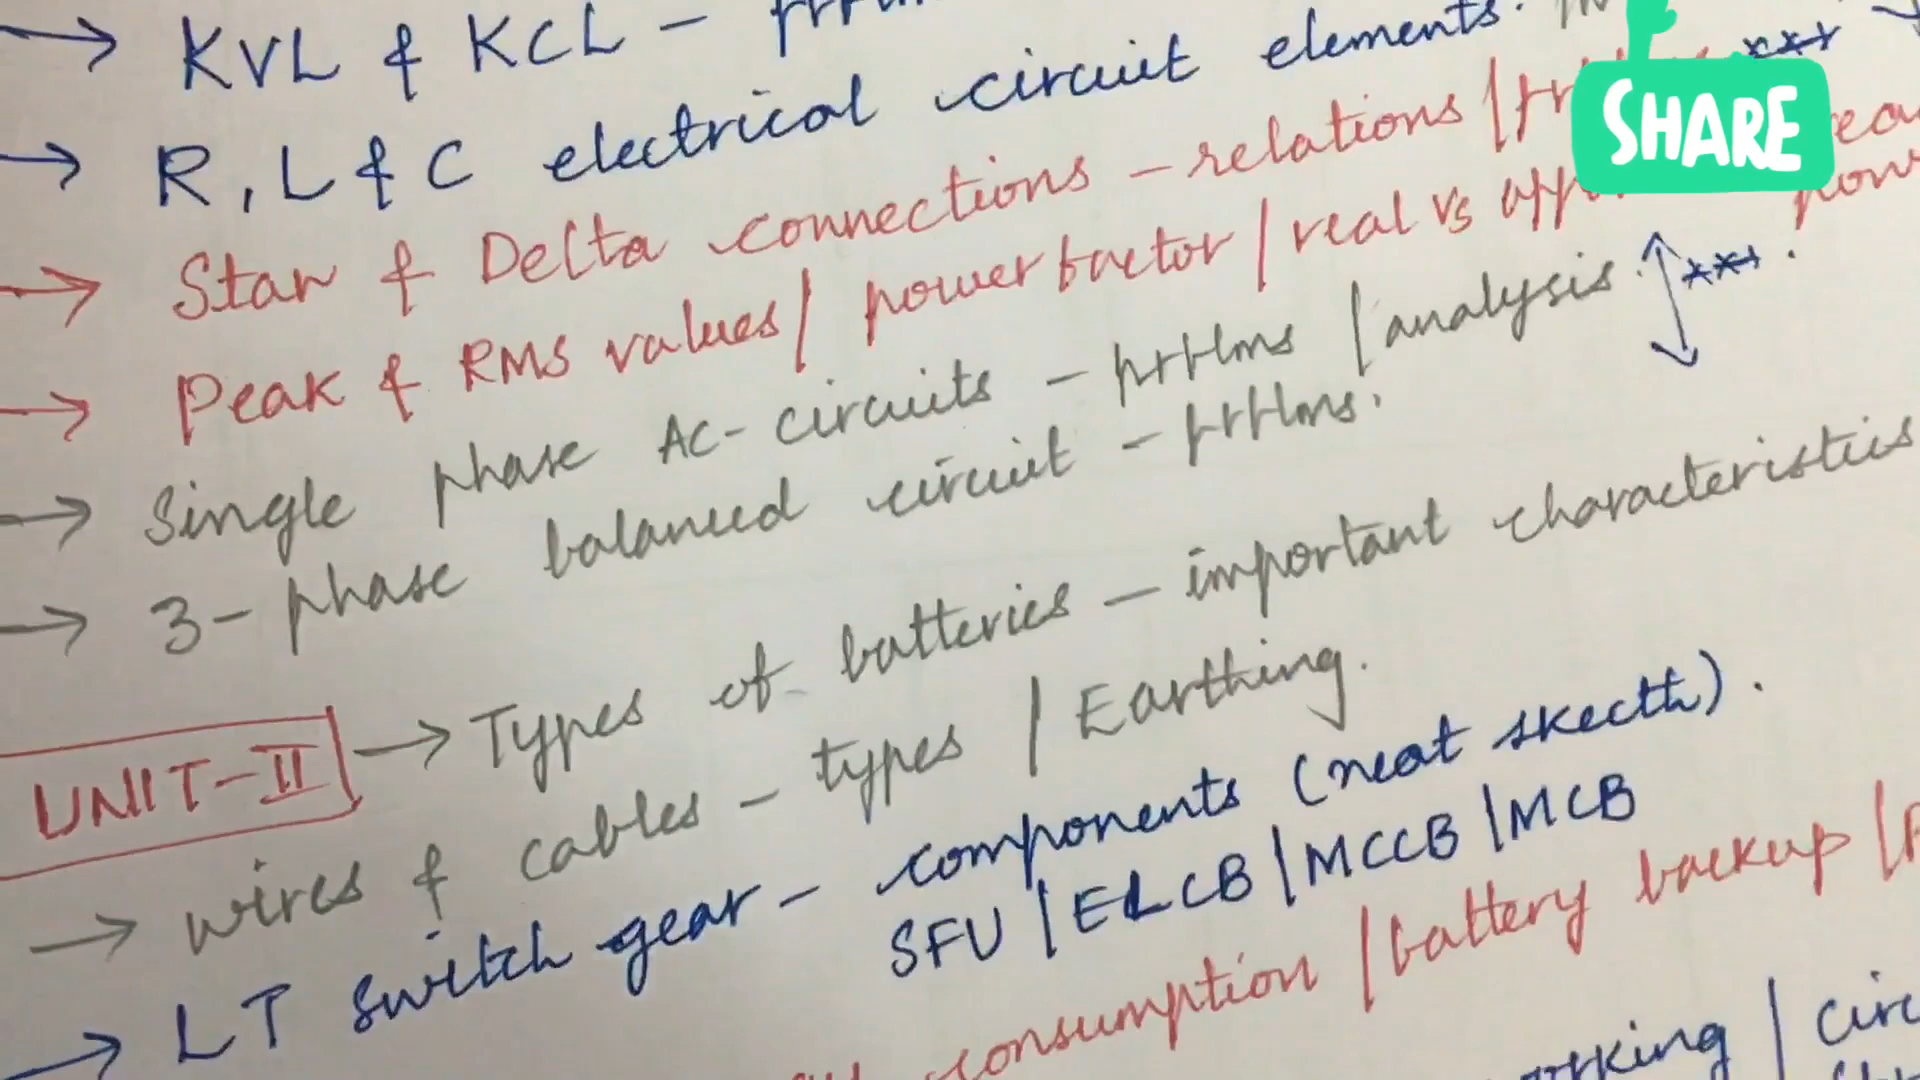 → KVL & KCL –
→ R, L & C electrical circuit elements.
→ Star & Delta connections – relations /
→ Peak & RMS values / power factor / real vs
→ Single phase AC-circuits – prblms / analysis.
→ 3-phase balanced circuit – prblms.
UNIT-II → Types of batteries – important characteristics
→ wires & cables – types / Earthing.
→ LT switch gear – components (neat skecth).
SFU / ELCB / MCCB / MCB
consumption / battery backup /
working /
SHARE